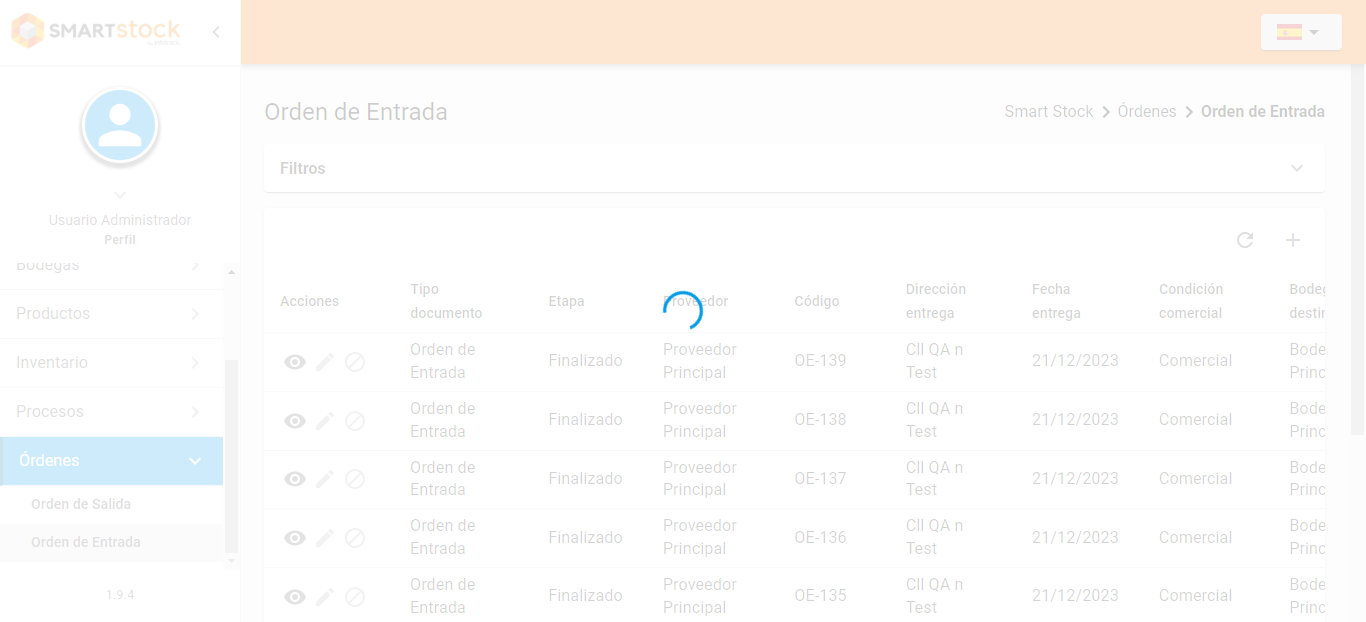 SMARTstock
Orden de Entrada
Smart Stock > Órdenes > Orden de Entrada
Filtros
Usuario Administrador
Perfil
Bodegas
Productos
Inventario
Procesos
Órdenes
Orden de Salida
Orden de Entrada
1.9.4
Acciones Tipo documento Etapa Proveedor Código Dirección entrega Fecha entrega Condición comercial Bodeg destin
Orden de Entrada Finalizado Proveedor Principal OE-139 Cll QA n Test 21/12/2023 Comercial Bode Princ
Orden de Entrada Finalizado Proveedor Principal OE-138 Cll QA n Test 21/12/2023 Comercial Bode Princ
Orden de Entrada Finalizado Proveedor Principal OE-137 Cll QA n Test 21/12/2023 Comercial Bode Princ
Orden de Entrada Finalizado Proveedor Principal OE-136 Cll QA n Test 21/12/2023 Comercial Bode Princ
Orden de Entrada Finalizado Proveedor Principal OE-135 Cll QA n Test 21/12/2023 Comercial Bode Princ